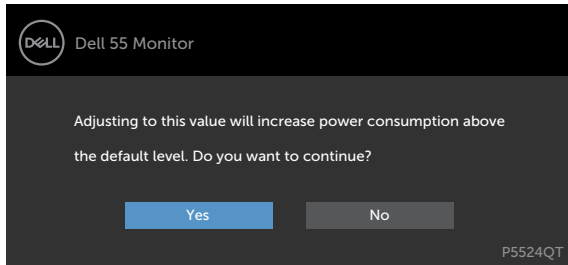 DELL
Dell 55 Monitor
Adjusting to this value will increase power consumption above
the default level. Do you want to continue?
Yes No
P5524QT